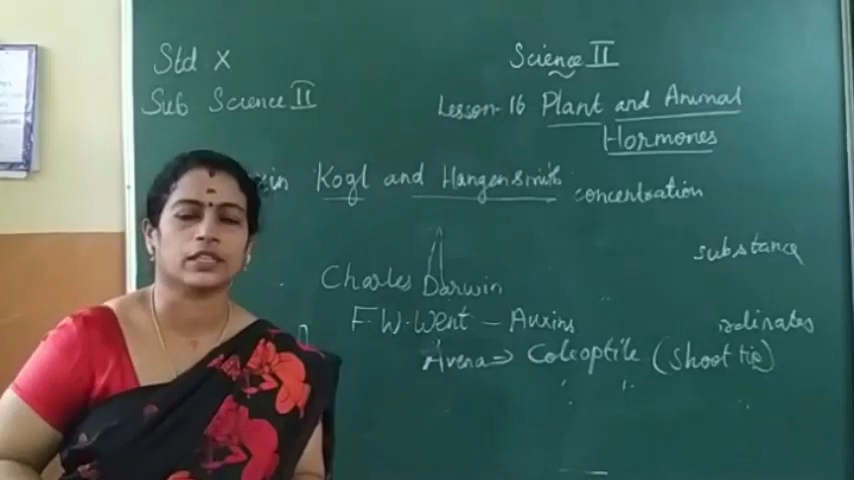 Std X
Science II
Sub Science II
Lesson-16 Plant and Animal
Hormones
Kogl and Hangensmith concentration
substance
Charles Darwin
F.W.Went - Auxins
Avena → Coleoptile (Shoot tip)